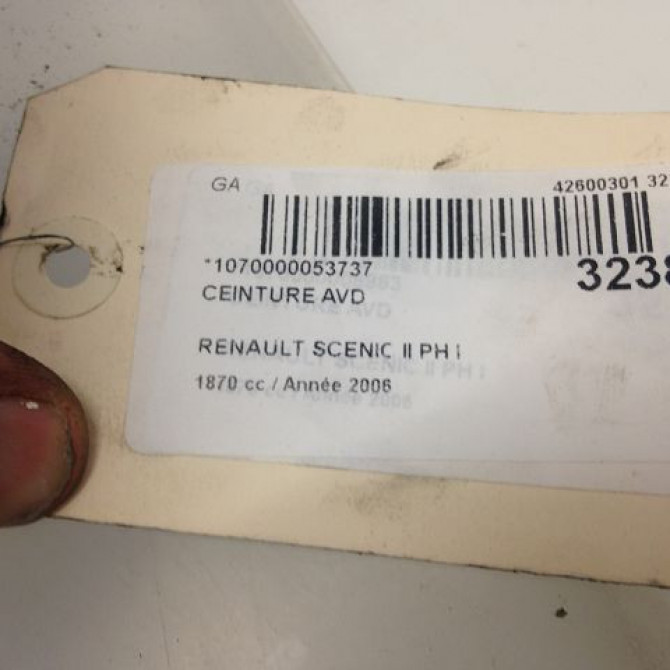 GA 42600301 32
*1070000053737 3238
CEINTURE AVD
RENAULT SCENIC II PH I
1870 cc / Année 2006